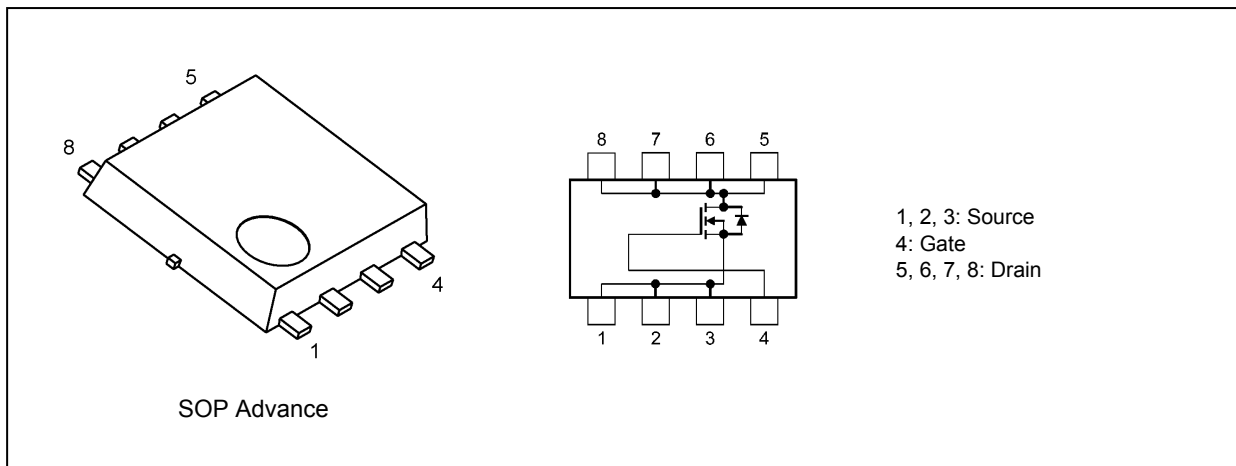 5
8
4
1
SOP Advance
8 7 6 5
1 2 3 4
1, 2, 3: Source
4: Gate
5, 6, 7, 8: Drain